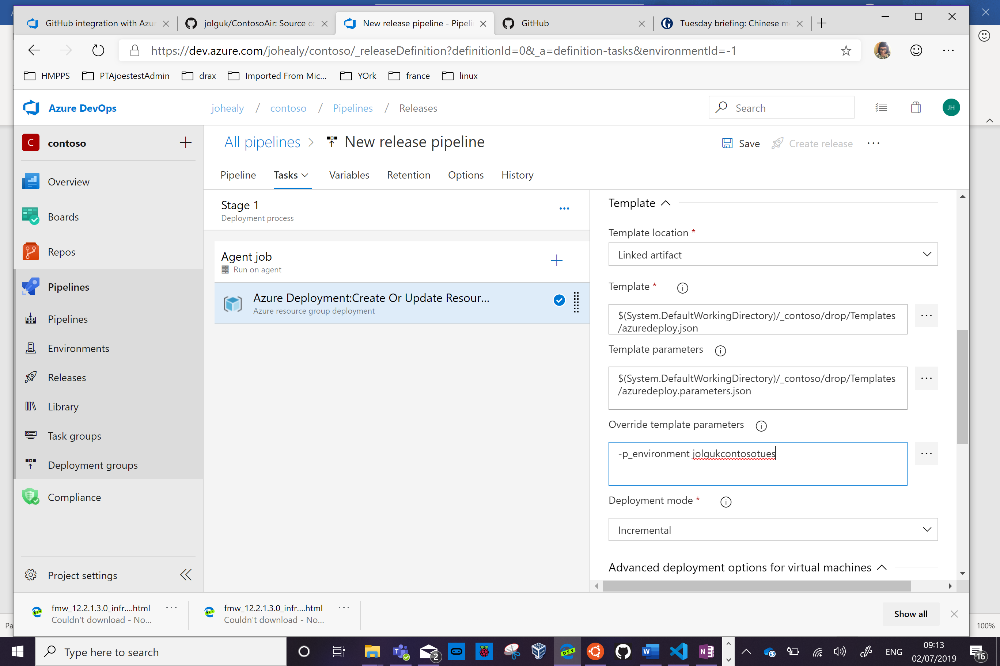 GitHub integration with Azur
jolguk/ContosoAir: Source co
New release pipeline - Pipeli
GitHub
Tuesday briefing: Chinese m
https://dev.azure.com/johealy/contoso/_releaseDefinition?definitionId=0&_a=definition-tasks&environmentId=-1
HMPPS
PTAjoestestAdmin
drax
Imported From Mic...
YOrk
france
linux
Azure DevOps
johealy / contoso / Pipelines / Releases
Search
JH
C
contoso
All pipelines
New release pipeline
Save
Create release
Overview
Boards
Repos
Pipelines
Pipelines
Environments
Releases
Library
Task groups
Deployment groups
Compliance
Project settings
Pipeline
Tasks
Variables
Retention
Options
History
Stage 1
Deployment process
Agent job
Run on agent
Azure Deployment:Create Or Update Resour...
Azure resource group deployment
Template
Template location *
Linked artifact
Template *
$(System.DefaultWorkingDirectory)/_contoso/drop/Templates
/azuredeploy.json
Template parameters
$(System.DefaultWorkingDirectory)/_contoso/drop/Templates
/azuredeploy.parameters.json
Override template parameters
-p_environment jolgukcontosotues
Deployment mode *
Incremental
Advanced deployment options for virtual machines
fmw_12.2.1.3.0_infr....html
Couldn't download - No...
fmw_12.2.1.3.0_infr....html
Couldn't download - No...
Show all
Pa
100%
Type here to search
2
DEV
ENG
09:13
02/07/2019
16